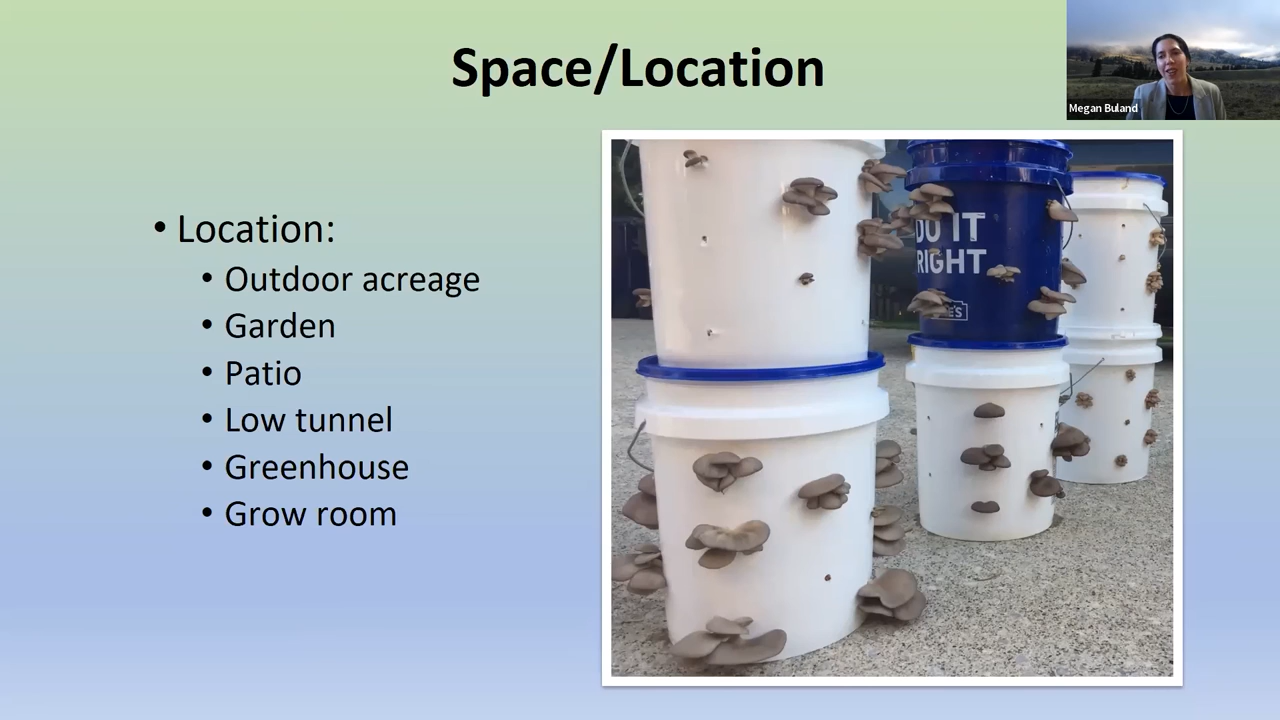 Space/Location
Megan Buland
• Location:
• Outdoor acreage
• Garden
• Patio
• Low tunnel
• Greenhouse
• Grow room
DO IT
RIGHT